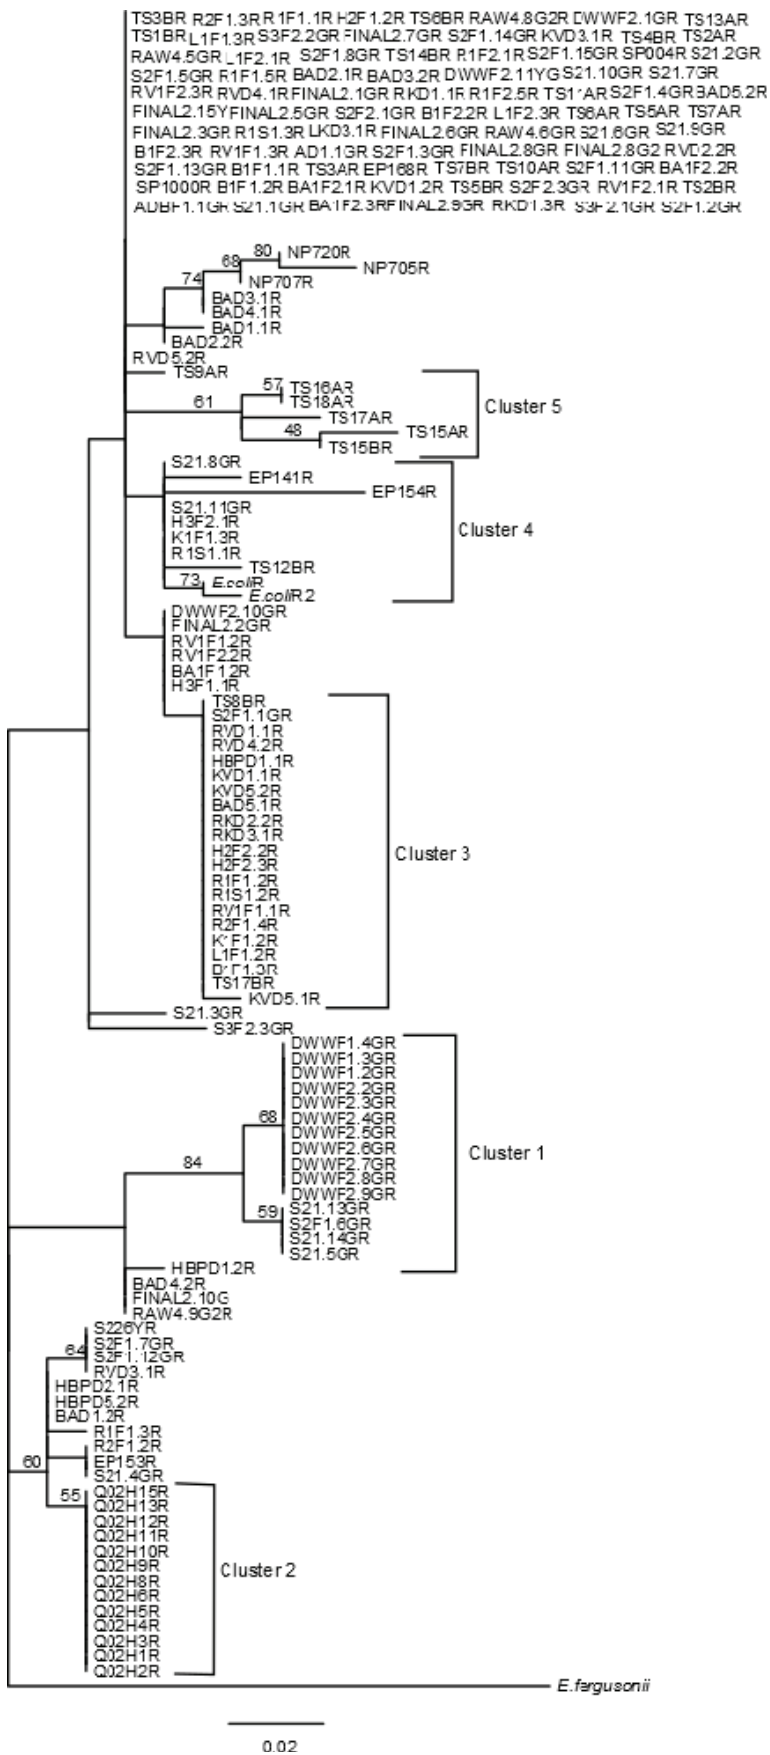 TS3BR R2F1.3R R1F1.1R H2F1.2R TS6BR RAW4.8G2R DWWF2.1GR TS13AR
TS1BR L1F1.3R S3F2.2GR FINAL2.7GR S2F1.14GR KVD3.1R TS4BR TS2AR
RAW4.5GR L1F2.1R S2F1.8GR TS14BR R1F2.1R S2F1.15GR SP004R S21.2GR
S2F1.5GR R1F1.5R BAD2.1R BAD3.2R DWWF2.11YG S21.10GR S21.7GR
RV1F2.3R RVD4.1R FINAL2.1GR RKD1.1R R1F2.5R TS11AR S2F1.4GR BAD5.2R
FINAL2.15Y FINAL2.5GR S2F2.1GR B1F2.2R L1F2.3R TS6AR TS5AR TS7AR
FINAL2.3GR R1S1.3R LKD3.1R FINAL2.6GR RAW4.6GR S21.6GR S21.9GR
B1F2.3R RV1F1.3R AD1.1GR S2F1.3GR FINAL2.8GR FINAL2.8G2 RVD2.2R
S2F1.13GR B1F1.1R TS3AR EP168R TS7BR TS10AR S2F1.11GR BA1F2.2R
SP1000R B1F1.2R BA1F2.1R KVD1.2R TS5BR S2F2.3GR RV1F2.1R TS2BR
ADBF1.1GR S21.1GR BA1F2.3R FINAL2.9GR RKD1.3R S3F2.1GR S2F1.2GR
80 NP720R
68 NP705R
74 NP707R
BAD3.1R
BAD4.1R
BAD1.1R
BAD2.2R
RVD5.2R
TS9AR
57 TS16AR
TS18AR
61 Cluster 5
TS17AR
48 TS15AR
TS15BR
S21.8GR
EP141R
EP154R
S21.11GR
H3F2.1R
Cluster 4
K1F1.3R
R1S1.1R
TS12BR
73 E.coliR
E.coliR2
DWWF2.10GR
FINAL2.2GR
RV1F1.2R
RV1F2.2R
BA1F1.2R
H3F1.1R
TS8BR
S2F1.1GR
RVD1.1R
RVD4.2R
HBPD1.1R
KVD1.1R
KVD5.2R
BAD5.1R
RKD2.2R
RKD3.1R
H2F2.2R
Cluster 3
H2F2.3R
R1F1.2R
R1S1.2R
RV1F1.1R
R2F1.4R
K1F1.2R
L1F1.2R
B1F1.3R
TS17BR
KVD5.1R
S21.3GR
S3F2.3GR
DWWF1.4GR
DWWF1.3GR
DWWF1.2GR
DWWF2.2GR
DWWF2.3GR
68 DWWF2.4GR
DWWF2.5GR
DWWF2.6GR
Cluster 1
DWWF2.7GR
84
DWWF2.8GR
DWWF2.9GR
59 S21.13GR
S2F1.6GR
S21.14GR
S21.5GR
HBPD1.2R
BAD4.2R
FINAL2.10G
RAW4.9G2R
S226YR
S2F1.7GR
64 S2F1.12GR
RVD3.1R
HBPD2.1R
HBPD5.2R
BAD1.2R
R1F1.3R
R2F1.2R
60 EP153R
S21.4GR
55 Q02H15R
Q02H13R
Q02H12R
Q02H11R
Q02H10R
Q02H9R
Cluster 2
Q02H8R
Q02H6R
Q02H5R
Q02H4R
Q02H3R
Q02H1R
Q02H2R
E.fergusonii
0.02